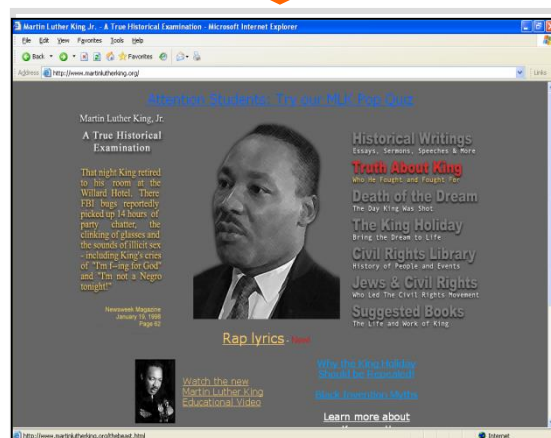 Martin Luther King Jr. - A True Historical Examination - Microsoft Internet Explorer
File Edit View Favorites Tools Help
Back Favorites
Address http://www.martinlutherking.org/ Links
Attention Students: Try our MLK Pop Quiz
Martin Luther King, Jr.
A True Historical
Examination
That night King retired
to his room at the
Willard Hotel. There
FBI bugs reportedly
picked up 14 hours of
party chatter, the
clinking of glasses and
the sounds of illicit sex
- including King's cries
of "I'm f--ing for God"
and "I'm not a Negro
tonight!"
Newsweek Magazine
January 19, 1998
Page 62
Historical Writings
Essays, Sermons, Speeches & More
Truth About King
Who He Fought and Fought For
Death of the Dream
The Day King Was Shot
The King Holiday
Bring the Dream to Life
Civil Rights Library
History of People and Events
Jews & Civil Rights
Who Led The Civil Rights Movement
Suggested Books
The Life and Work of King
Rap lyrics - New!
Watch the new
Martin Luther King
Educational Video
Why the King Holiday
Should be Repealed!
Black Invention Myths
Learn more about
http://www.martinlutherking.org/thebeast.html Internet